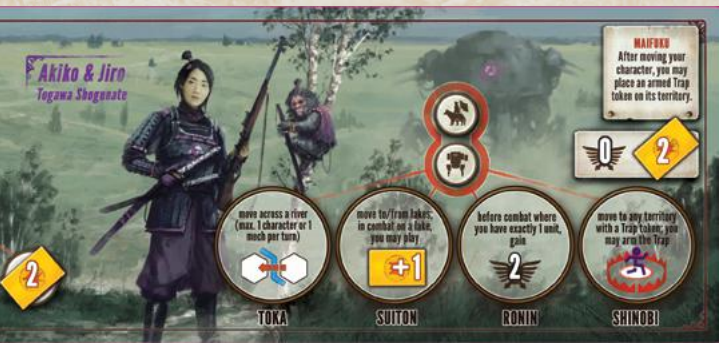 Akiko & Jiro
Togawa Shogunate
MAIFUKU
After moving your
character, you may
place an armed Trap
token on its territory.
0
2
move across a river
(max. 1 character or 1
mech per turn)
move to/from lakes;
in combat on a lake,
you may play
+1
before combat where
you have exactly 1 unit,
gain
2
move to any territory
with a Trap token; you
may arm the Trap
2
TOKA
SUITON
RONIN
SHINOBI